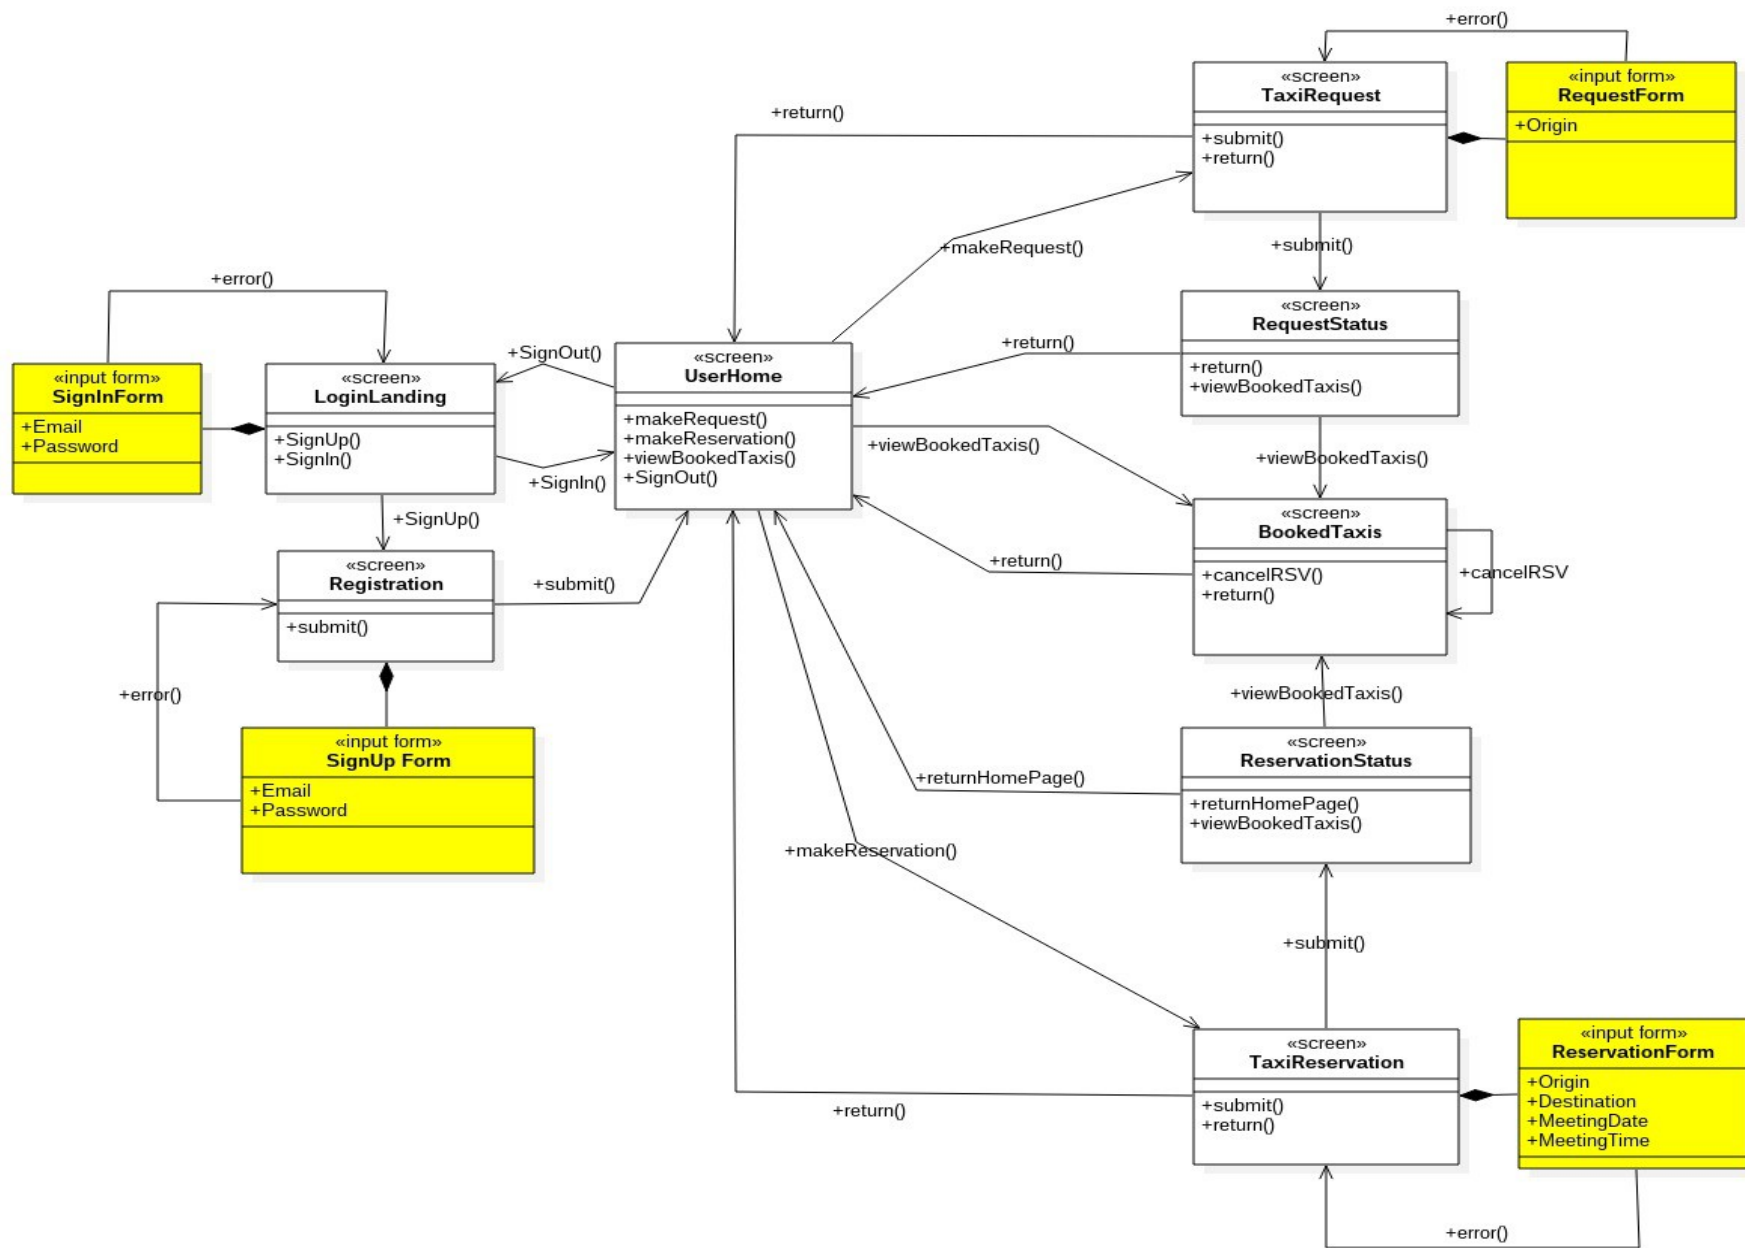 +error()
«screen»
TaxiRequest
+submit()
+return()
«input form»
RequestForm
+Origin
+return()
+makeRequest()
+submit()
+error()
«input form»
SignInForm
+Email
+Password
«screen»
LoginLanding
+SignUp()
+SignIn()
+SignOut()
+SignIn()
«screen»
UserHome
+makeRequest()
+makeReservation()
+viewBookedTaxis()
+SignOut()
+return()
«screen»
RequestStatus
+return()
+viewBookedTaxis()
+viewBookedTaxis()
+viewBookedTaxis()
+SignUp()
«screen»
Registration
+submit()
+submit()
+return()
«screen»
BookedTaxis
+cancelRSV()
+return()
+cancelRSV
+error()
«input form»
SignUp Form
+Email
+Password
+viewBookedTaxis()
+returnHomePage()
«screen»
ReservationStatus
+returnHomePage()
+viewBookedTaxis()
+makeReservation()
+submit()
+return()
«screen»
TaxiReservation
+submit()
+return()
«input form»
ReservationForm
+Origin
+Destination
+MeetingDate
+MeetingTime
+error()